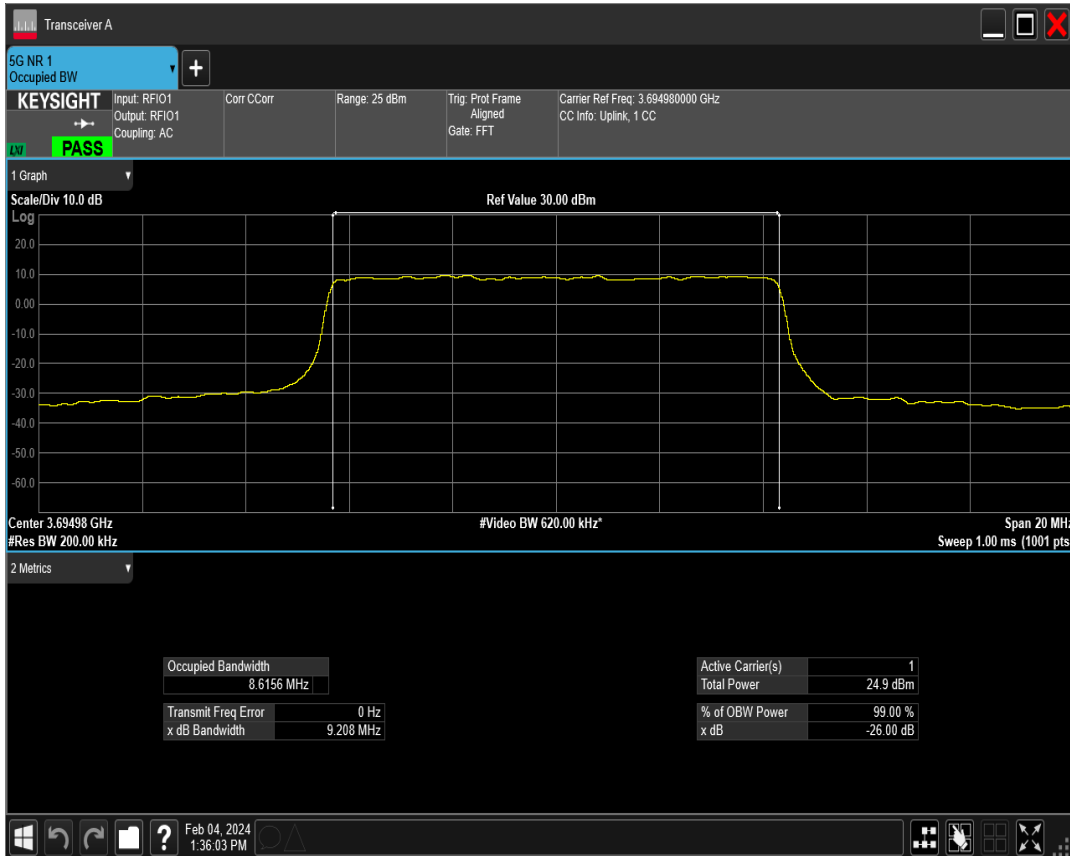 Transceiver A
5G NR 1
Occupied BW
KEYSIGHT
Input: RFIO1
Output: RFIO1
Coupling: AC
Corr CCorr
Range: 25 dBm
Trig: Prot Frame
Aligned
Gate: FFT
Carrier Ref Freq: 3.694980000 GHz
CC Info: Uplink, 1 CC
LXI
PASS
1 Graph
Scale/Div 10.0 dB
Ref Value 30.00 dBm
Log
20.0
10.0
0.00
-10.0
-20.0
-30.0
-40.0
-50.0
-60.0
Center 3.69498 GHz
#Video BW 620.00 kHz*
Span 20 MHz
#Res BW 200.00 kHz
Sweep 1.00 ms (1001 pts
2 Metrics
Occupied Bandwidth
8.6156 MHz
Transmit Freq Error 0 Hz
x dB Bandwidth 9.208 MHz
Active Carrier(s) 1
Total Power 24.9 dBm
% of OBW Power 99.00 %
x dB -26.00 dB
?
Feb 04, 2024
1:36:03 PM